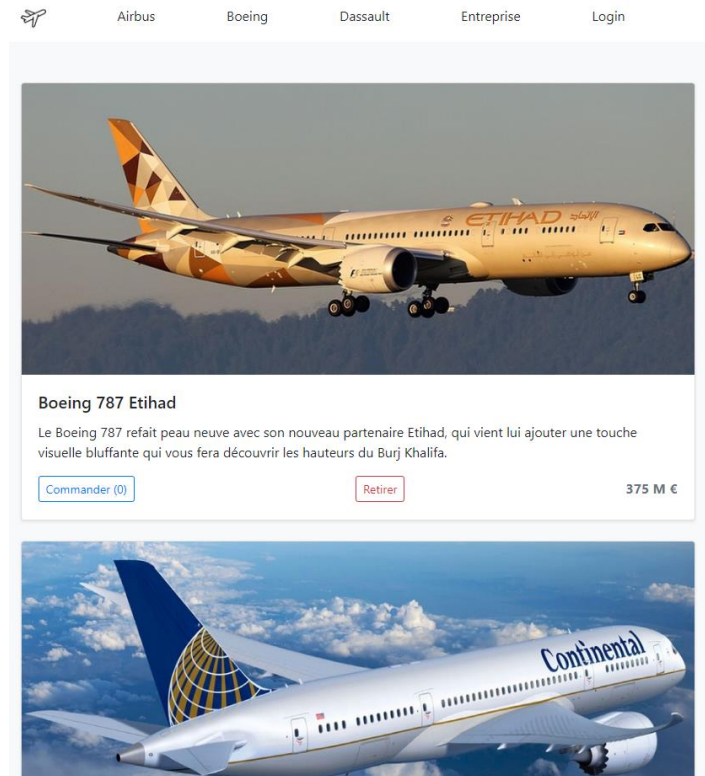 Airbus Boeing Dassault Entreprise Login
ETIHAD الإتحاد
Boeing 787 Etihad
Le Boeing 787 refait peau neuve avec son nouveau partenaire Etihad, qui vient lui ajouter une touche
visuelle bluffante qui vous fera découvrir les hauteurs du Burj Khalifa.
Commander (0) Retirer 375 M €
Continental